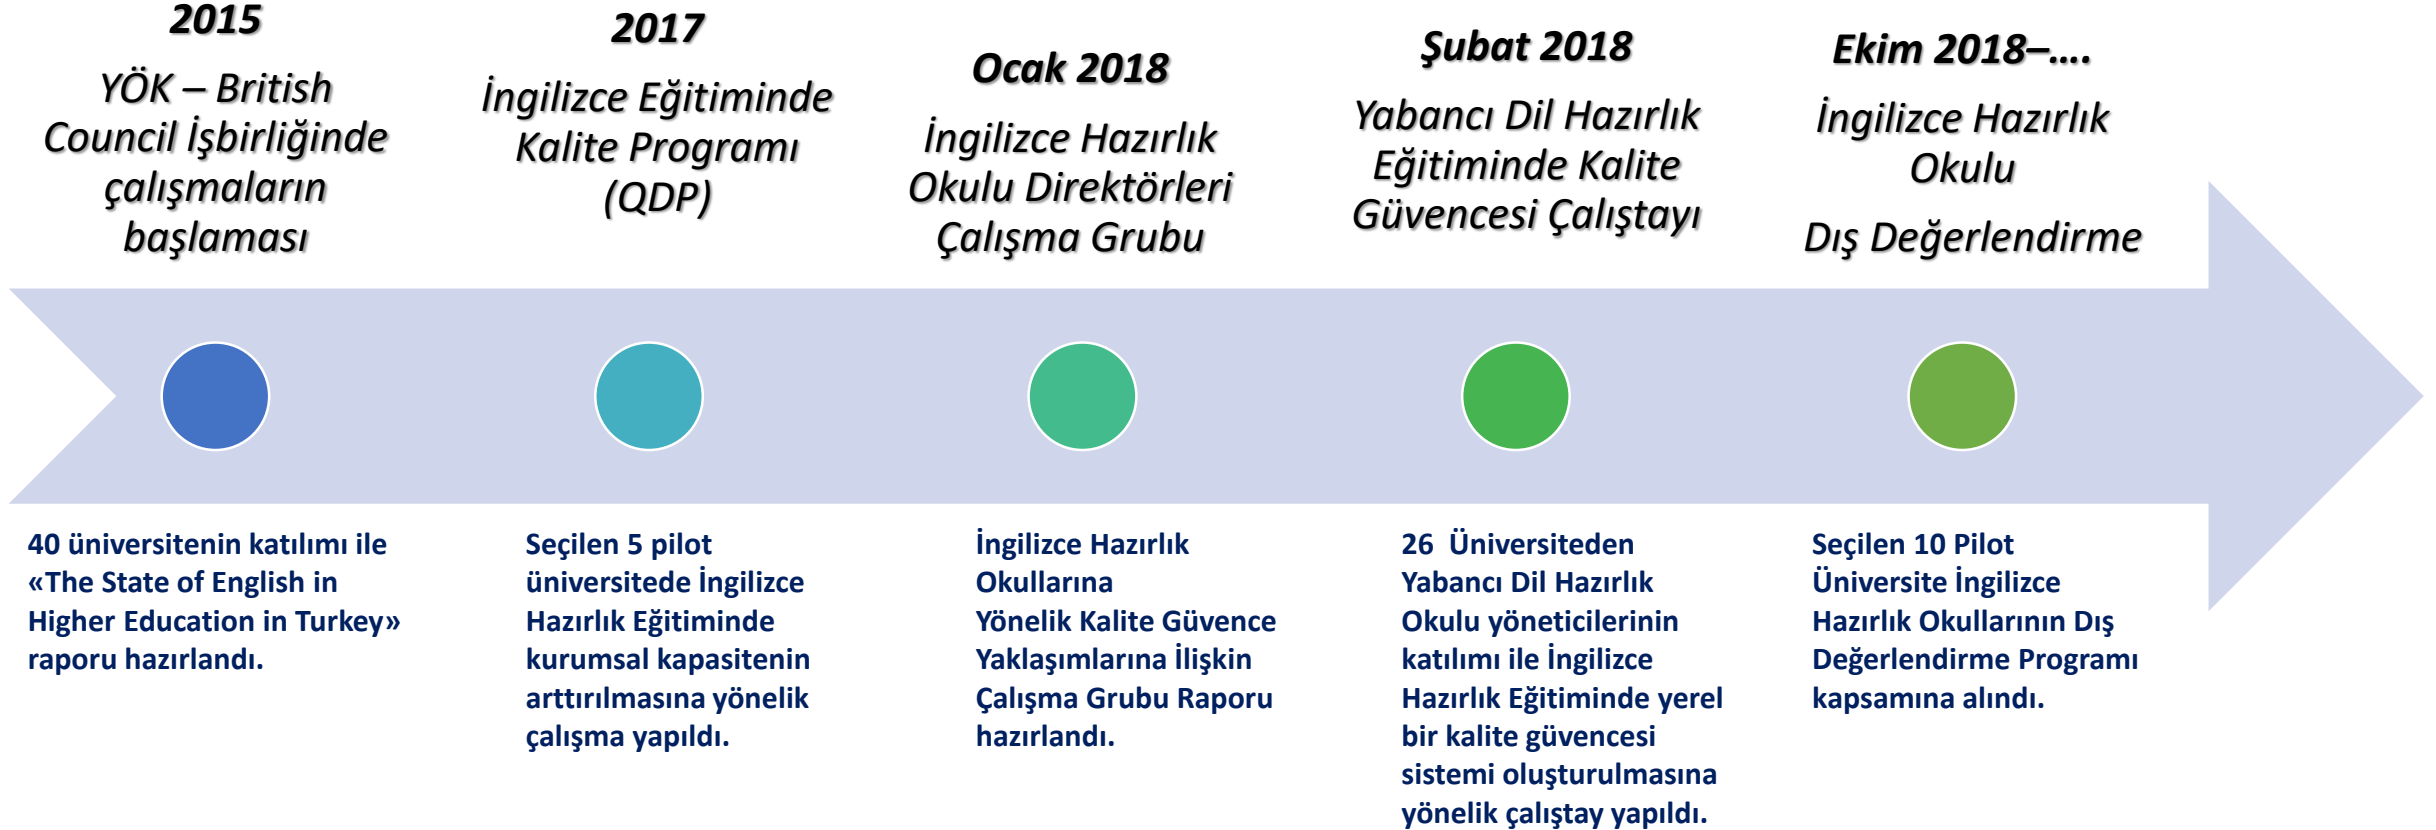 2015
YÖK – British
Council İşbirliğinde
çalışmaların
başlaması
2017
İngilizce Eğitiminde
Kalite Programı
(QDP)
Ocak 2018
İngilizce Hazırlık
Okulu Direktörleri
Çalışma Grubu
Şubat 2018
Yabancı Dil Hazırlık
Eğitiminde Kalite
Güvencesi Çalıştayı
Ekim 2018–....
İngilizce Hazırlık
Okulu
Dış Değerlendirme
40 üniversitenin katılımı ile
«The State of English in
Higher Education in Turkey»
raporu hazırlandı.
Seçilen 5 pilot
üniversitede İngilizce
Hazırlık Eğitiminde
kurumsal kapasitenin
arttırılmasına yönelik
çalışma yapıldı.
İngilizce Hazırlık
Okullarına
Yönelik Kalite Güvence
Yaklaşımlarına İlişkin
Çalışma Grubu Raporu
hazırlandı.
26  Üniversiteden
Yabancı Dil Hazırlık
Okulu yöneticilerinin
katılımı ile İngilizce
Hazırlık Eğitiminde yerel
bir kalite güvencesi
sistemi oluşturulmasına
yönelik çalıştay yapıldı.
Seçilen 10 Pilot
Üniversite İngilizce
Hazırlık Okullarının Dış
Değerlendirme Programı
kapsamına alındı.